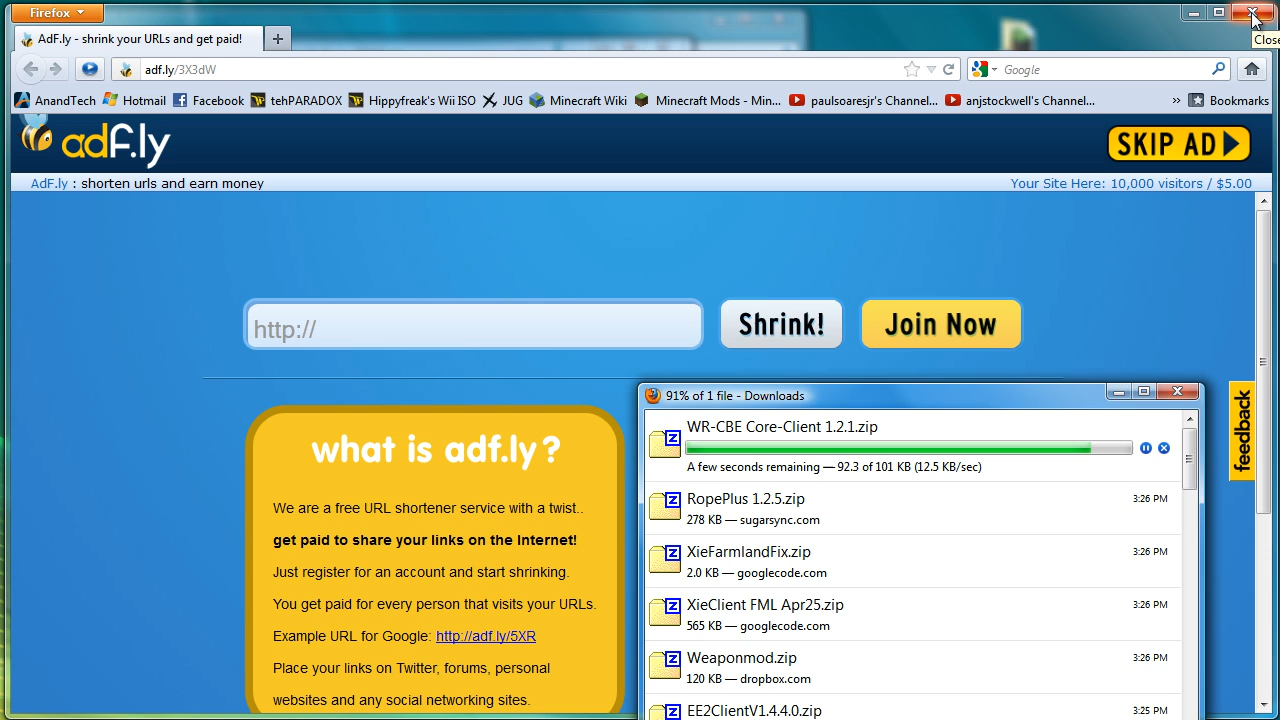 Firefox
AdF.ly - shrink your URLs and get paid!
Close
adf.ly/3X3dW
Google
AnandTech Hotmail Facebook tehPARADOX Hippyfreak's Wii ISO JUG Minecraft Wiki Minecraft Mods - Min... paulsoaresjr's Channel... anjstockwell's Channel... » Bookmarks
adf.ly
SKIP AD
AdF.ly : shorten urls and earn money
Your Site Here: 10,000 visitors / $5.00
http://
Shrink!
Join Now
feedback
what is adf.ly?
We are a free URL shortener service with a twist..
get paid to share your links on the Internet!
Just register for an account and start shrinking.
You get paid for every person that visits your URLs.
Example URL for Google: http://adf.ly/5XR
Place your links on Twitter, forums, personal
websites and any social networking sites.
91% of 1 file - Downloads
WR-CBE Core-Client 1.2.1.zip
A few seconds remaining — 92.3 of 101 KB (12.5 KB/sec)
RopePlus 1.2.5.zip
3:26 PM
278 KB — sugarsync.com
XieFarmlandFix.zip
3:26 PM
2.0 KB — googlecode.com
XieClient FML Apr25.zip
3:26 PM
565 KB — googlecode.com
Weaponmod.zip
3:26 PM
120 KB — dropbox.com
EE2ClientV1.4.4.0.zip
3:25 PM